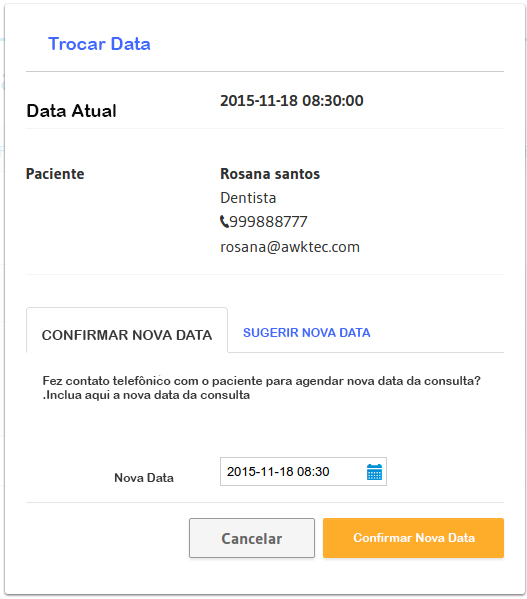 Trocar Data
Data Atual
2015-11-18 08:30:00
Paciente
Rosana santos
Dentista
999888777
rosana@awktec.com
CONFIRMAR NOVA DATA
SUGERIR NOVA DATA
Fez contato telefônico com o paciente para agendar nova data da consulta?
.Inclua aqui a nova data da consulta
Nova Data
2015-11-18 08:30
Cancelar
Confirmar Nova Data